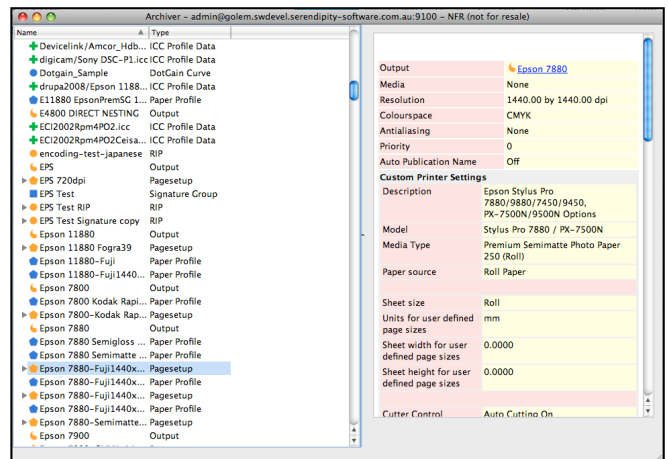 Archiver – admin@golem.swdevel.serendipity-software.com.au:9100 – NFR (not for resale)
Name Type
Devicelink/Amcor_Hdb... ICC Profile Data
digicam/Sony DSC-P1.icc ICC Profile Data
Dotgain_Sample DotGain Curve
drupa2008/Epson 1188... ICC Profile Data
E11880 EpsonPremSG 1... Paper Profile
E4800 DIRECT NESTING Output
ECI2002Rpm4PO2.icc ICC Profile Data
ECI2002Rpm4PO2Ceisa... ICC Profile Data
encoding-test-japanese RIP
EPS Output
EPS 720dpi Pagesetup
EPS Test Signature Group
EPS Test RIP RIP
EPS Test Signature copy RIP
Epson 11880 Output
Epson 11880 Fogra39 Pagesetup
Epson 11880-Fuji Paper Profile
Epson 11880-Fuji1440... Paper Profile
Epson 7800 Output
Epson 7800 Kodak Rapi... Paper Profile
Epson 7800-Kodak Rap... Pagesetup
Epson 7880 Output
Epson 7880 Semigloss ... Paper Profile
Epson 7880 Semimatte ... Paper Profile
Epson 7880-Fuji1440x... Pagesetup
Epson 7880-Fuji1440x... Paper Profile
Epson 7880-Fuji1440x... Pagesetup
Epson 7880-Fuji1440x... Paper Profile
Epson 7880-Semimatte... Pagesetup
Epson 7900 Output
Output Epson 7880
Media None
Resolution 1440.00 by 1440.00 dpi
Colourspace CMYK
Antialiasing None
Priority 0
Auto Publication Name Off
Custom Printer Settings
Description Epson Stylus Pro
7880/9880/7450/9450,
PX-7500N/9500N Options
Model Stylus Pro 7880 / PX-7500N
Media Type Premium Semimatte Photo Paper
250 (Roll)
Paper source Roll Paper
Sheet size Roll
Units for user defined mm
page sizes
Sheet width for user 0.0000
defined page sizes
Sheet height for user 0.0000
defined page sizes
Cutter Control Auto Cutting On